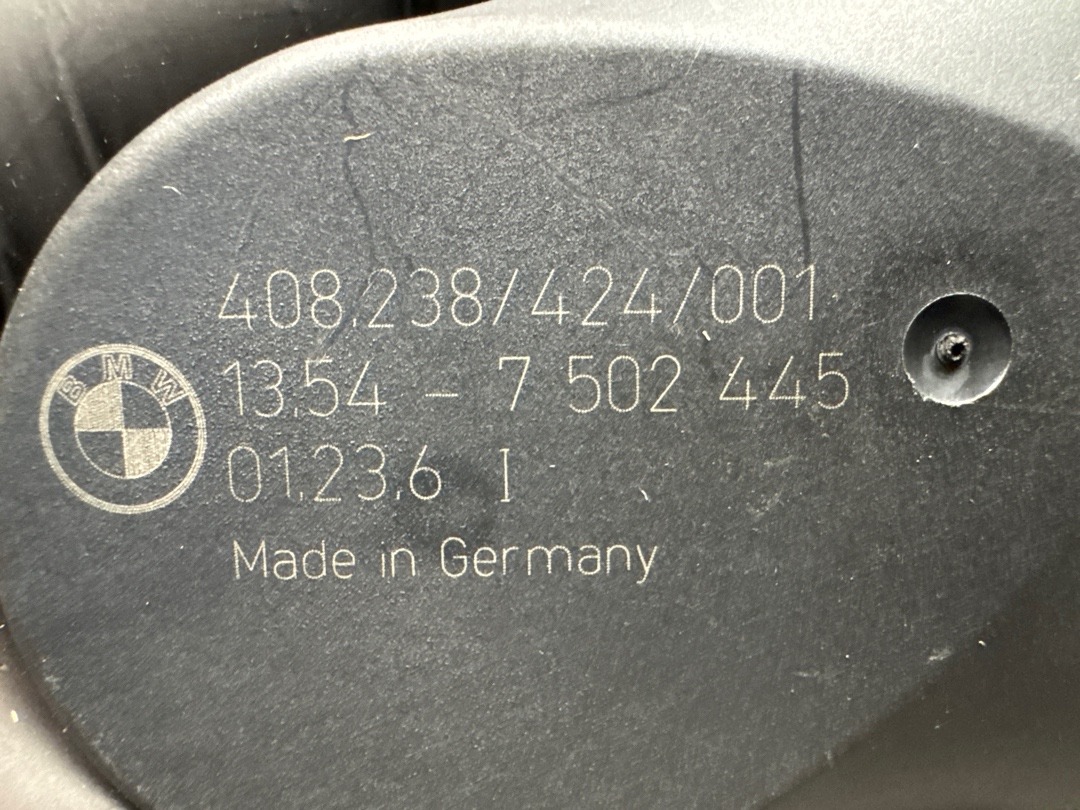 408.238/424/001
BMW
13.54 - 7 502 445
01.23.6 I
Made in Germany